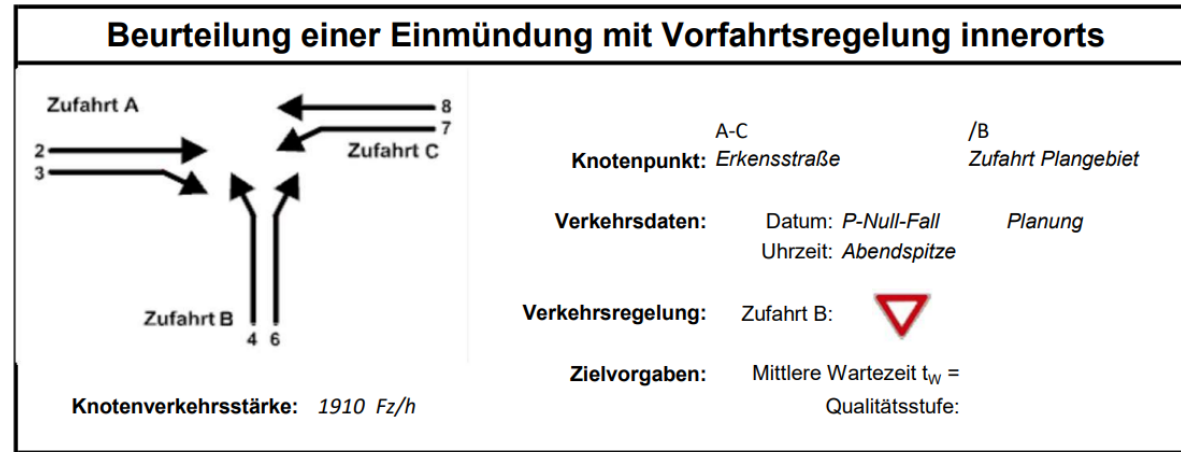 Beurteilung einer Einmündung mit Vorfahrtsregelung innerorts
Zufahrt A
8
7
2
Zufahrt C
3
Zufahrt B
4 6
Knotenverkehrsstärke: 1910 Fz/h
A-C /B
Knotenpunkt: Erkensstraße Zufahrt Plangebiet
Verkehrsdaten: Datum: P-Null-Fall Planung
Uhrzeit: Abendspitze
Verkehrsregelung: Zufahrt B:
Zielvorgaben: Mittlere Wartezeit tW =
Qualitätsstufe: